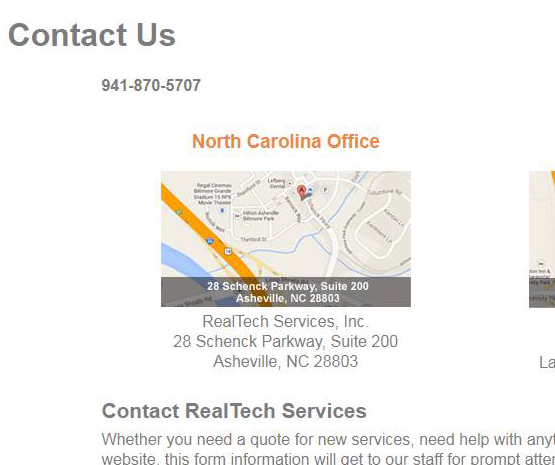 Contact Us
941-870-5707
North Carolina Office
Regal Cinemas
Biltmore Grande
Stadium 15 RPX
Movie Theater
Lefberg
Dental
P
A
Hilton Asheville
Biltmore Park
Thetford St
Schenck Pkwy
Columbine Rd
28 Schenck Parkway, Suite 200
Asheville, NC 28803
RealTech Services, Inc.
28 Schenck Parkway, Suite 200
Asheville, NC 28803
La
Contact RealTech Services
Whether you need a quote for new services, need help with anyt
website, this form information will get to our staff for prompt atter